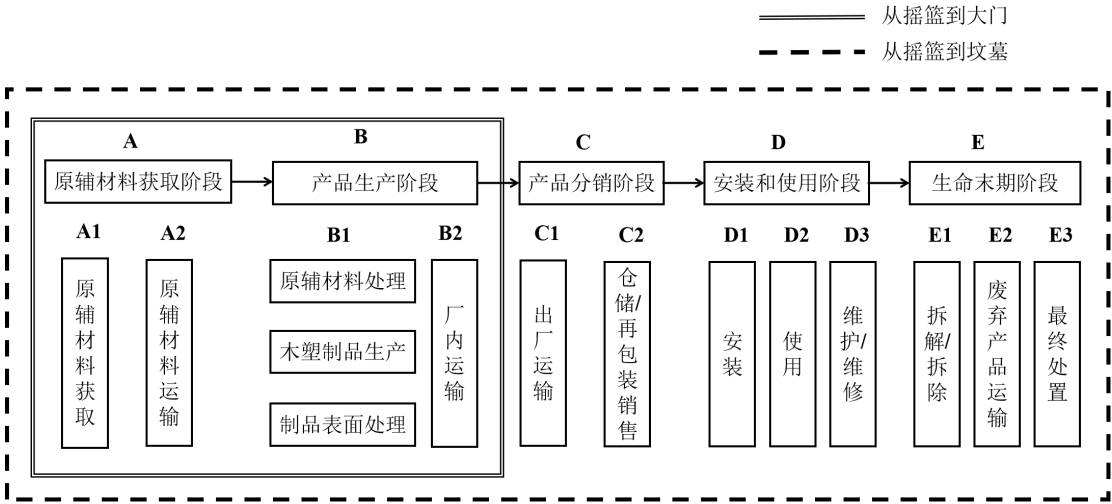 从摇篮到大门
从摇篮到坟墓
A
B
C
D
E
原辅材料获取阶段
产品生产阶段
产品分销阶段
安装和使用阶段
生命末期阶段
A1
A2
B1
B2
C1
C2
D1
D2
D3
E1
E2
E3
原辅材料获取
原辅材料运输
原辅材料处理
木塑制品生产
制品表面处理
厂内运输
出厂运输
仓储/再包装销售
安装
使用
维护/维修
拆解/拆除
废弃产品运输
最终处置